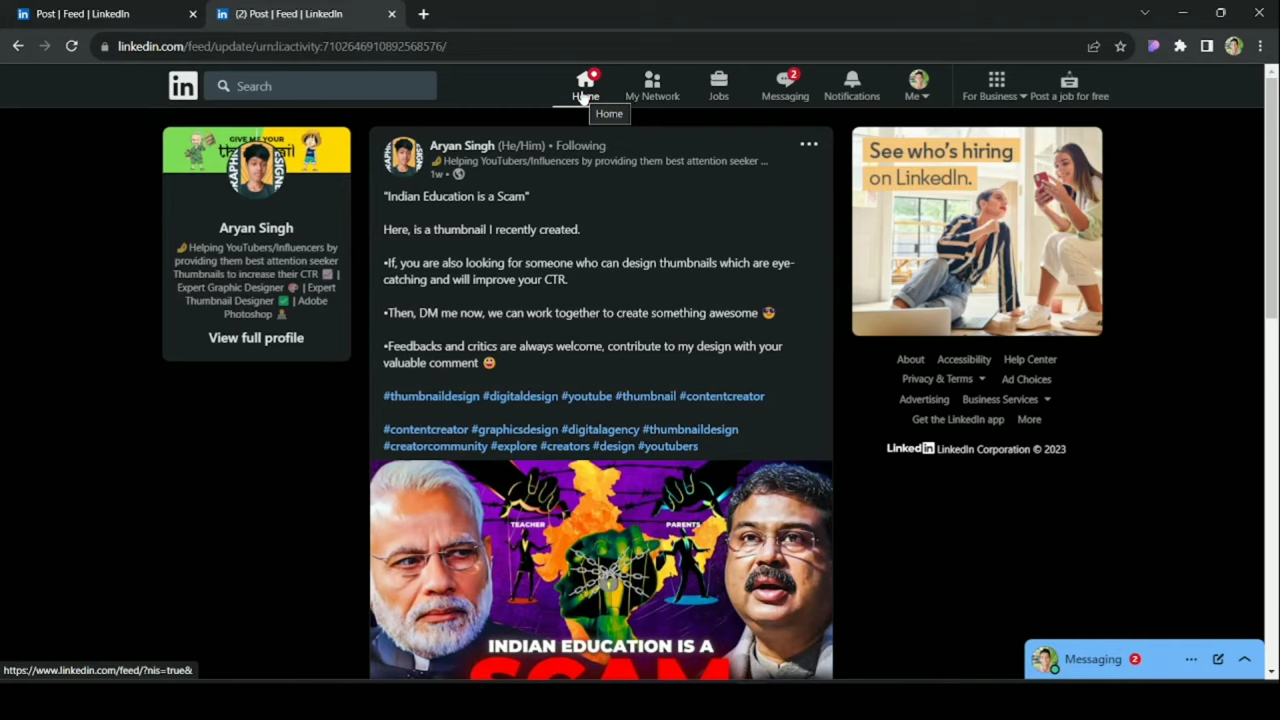 Post | Feed | LinkedIn
(2) Post | Feed | LinkedIn
linkedin.com/feed/update/urn:li:activity:7102646910892568576/
in
Search
Home
My Network
Jobs
2
Messaging
Notifications
Me
For Business
Post a job for free
Home
GIVE ME YOUR
Aryan Singh
🤌Helping YouTubers/Influencers by
providing them best attention seeker
Thumbnails to increase their CTR 📈 |
Expert Graphic Designer 🎨 | Expert
Thumbnail Designer ✅ | Adobe
Photoshop 👨‍💻
View full profile
Aryan Singh (He/Him) • Following
🤌Helping YouTubers/Influencers by providing them best attention seeker ...
1w •
"Indian Education is a Scam"
Here, is a thumbnail I recently created.
•If, you are also looking for someone who can design thumbnails which are eye-
catching and will improve your CTR.
•Then, DM me now, we can work together to create something awesome 😎
•Feedbacks and critics are always welcome, contribute to my design with your
valuable comment 😀
#thumbnaildesign #digitaldesign #youtube #thumbnail #contentcreator
#contentcreator #graphicsdesign #digitalagency #thumbnaildesign
#creatorcommunity #explore #creators #design #youtubers
TEACHER
PARENTS
INDIAN EDUCATION IS A
SCAM
See who's hiring
on LinkedIn.
About Accessibility Help Center
Privacy & Terms Ad Choices
Advertising Business Services
Get the LinkedIn app More
LinkedIn LinkedIn Corporation © 2023
Messaging 2
https://www.linkedin.com/feed/?nis=true&